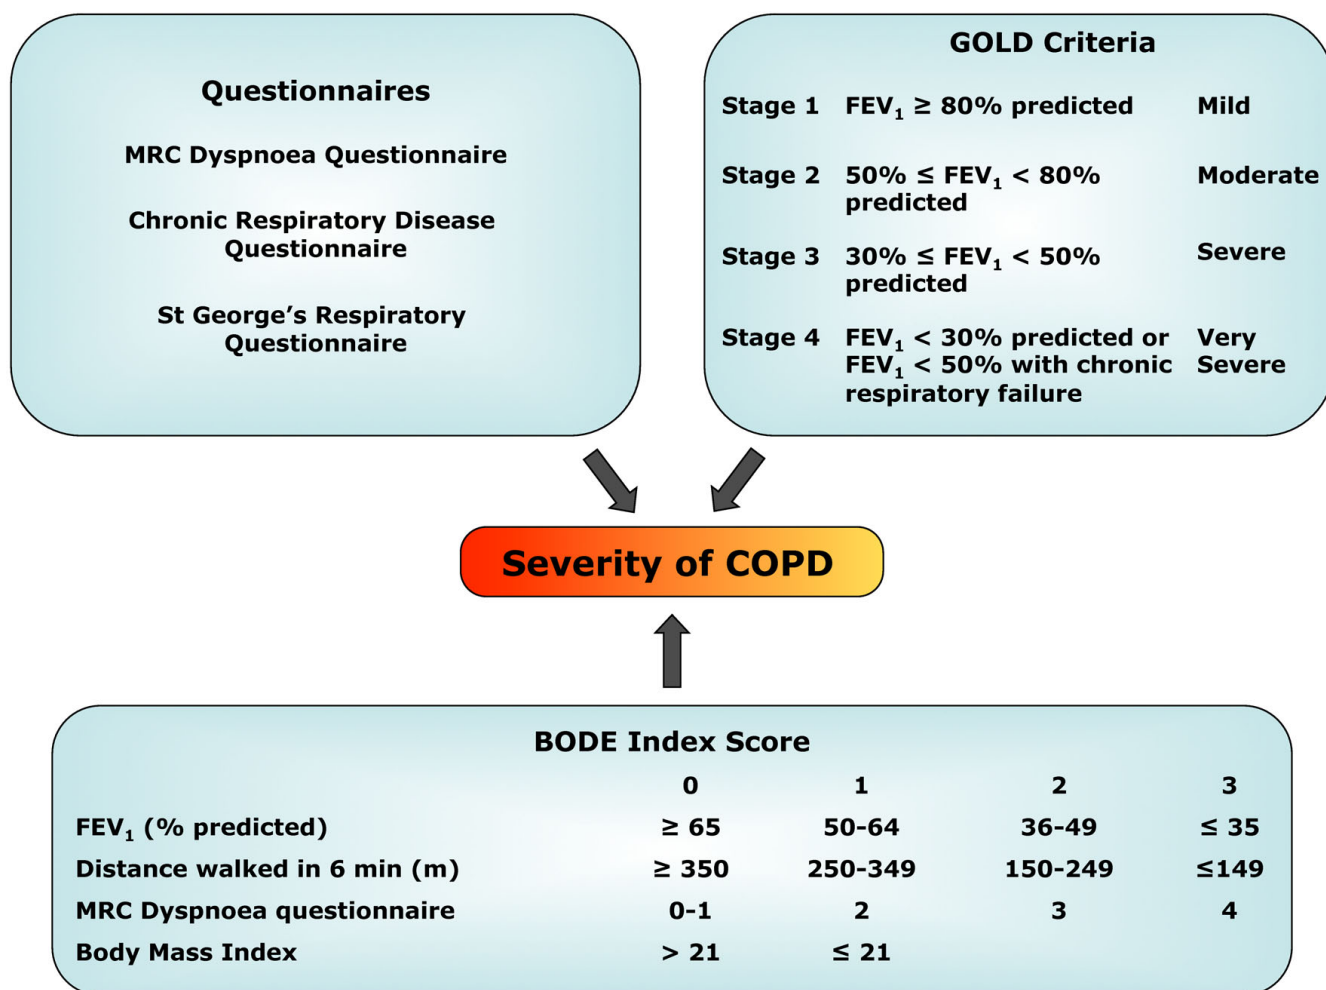 Questionnaires
MRC Dyspnoea Questionnaire
Chronic Respiratory Disease
Questionnaire
St George’s Respiratory
Questionnaire
GOLD Criteria
Stage 1 FEV₁ ≥ 80% predicted Mild
Stage 2 50% ≤ FEV₁ < 80% Moderate
predicted
Stage 3 30% ≤ FEV₁ < 50% Severe
predicted
Stage 4 FEV₁ < 30% predicted or Very
FEV₁ < 50% with chronic Severe
respiratory failure
Severity of COPD
BODE Index Score
0 1 2 3
FEV₁ (% predicted) ≥ 65 50-64 36-49 ≤ 35
Distance walked in 6 min (m) ≥ 350 250-349 150-249 ≤149
MRC Dyspnoea questionnaire 0-1 2 3 4
Body Mass Index > 21 ≤ 21